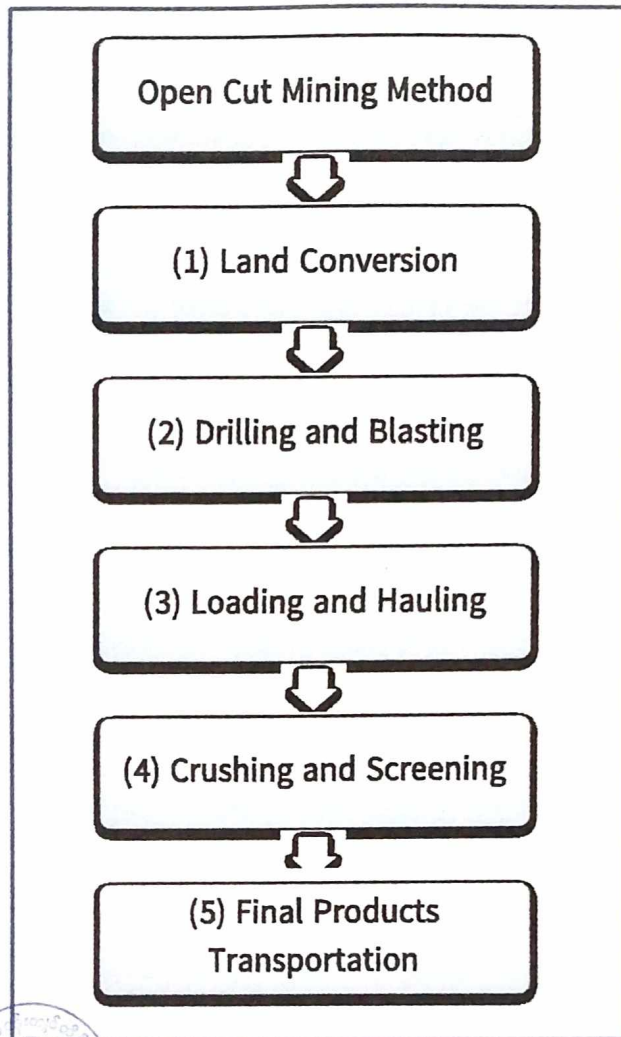 Open Cut Mining Method
(1) Land Conversion
(2) Drilling and Blasting
(3) Loading and Hauling
(4) Crushing and Screening
(5) Final Products
Transportation